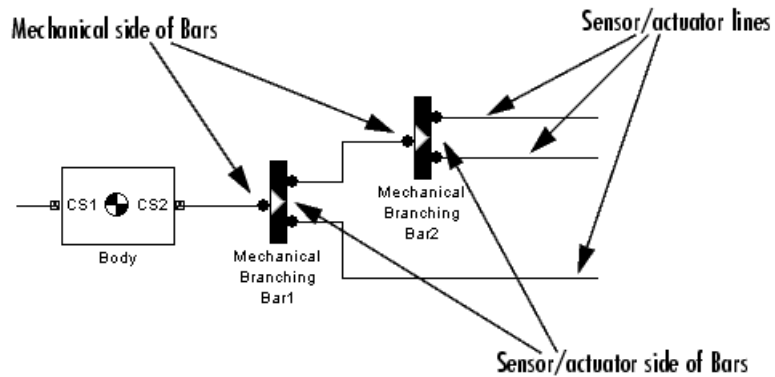 Mechanical side of Bars
Sensor/actuator lines
CS1
CS2
Body
Mechanical
Branching
Bar1
Mechanical
Branching
Bar2
Sensor/actuator side of Bars